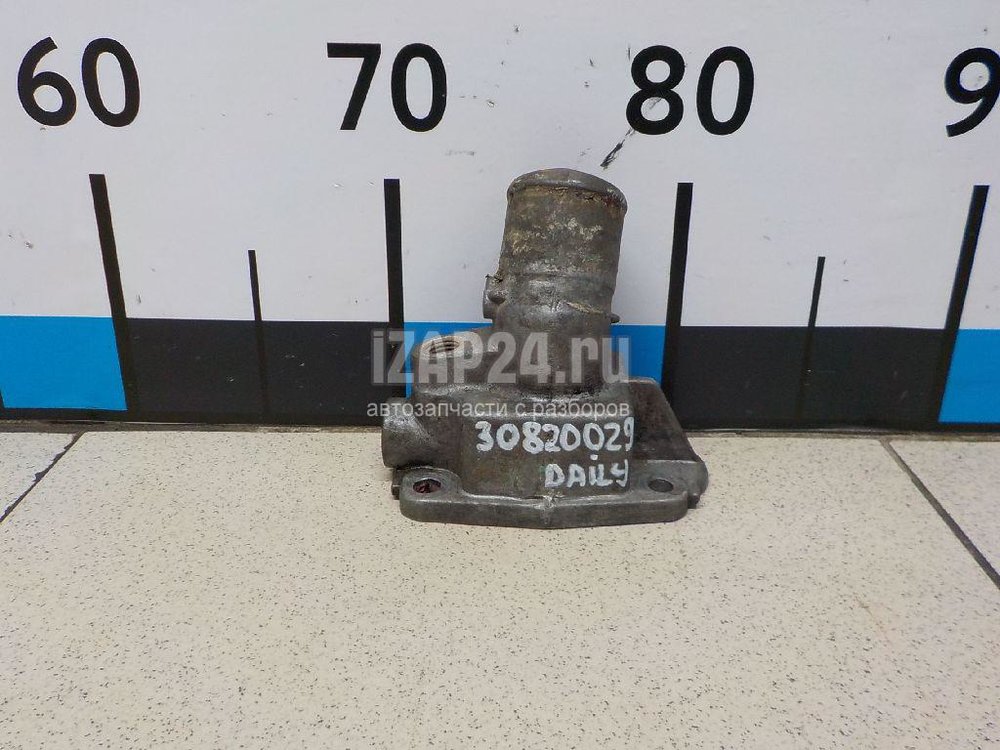 60 70 80 9
iZAP24.ru
автозапчасти с разборов
30820029
DAILY